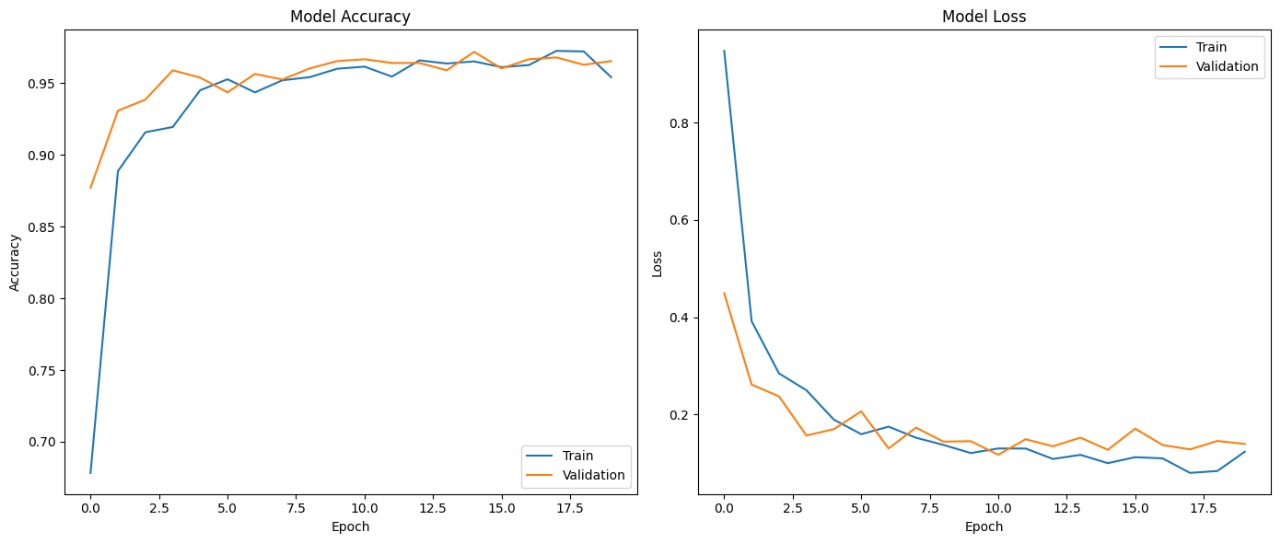 Model Accuracy
Accuracy
0.95
0.90
0.85
0.80
0.75
0.70
Train
Validation
0.0 2.5 5.0 7.5 10.0 12.5 15.0 17.5
Epoch
Model Loss
Loss
0.8
0.6
0.4
0.2
Train
Validation
0.0 2.5 5.0 7.5 10.0 12.5 15.0 17.5
Epoch